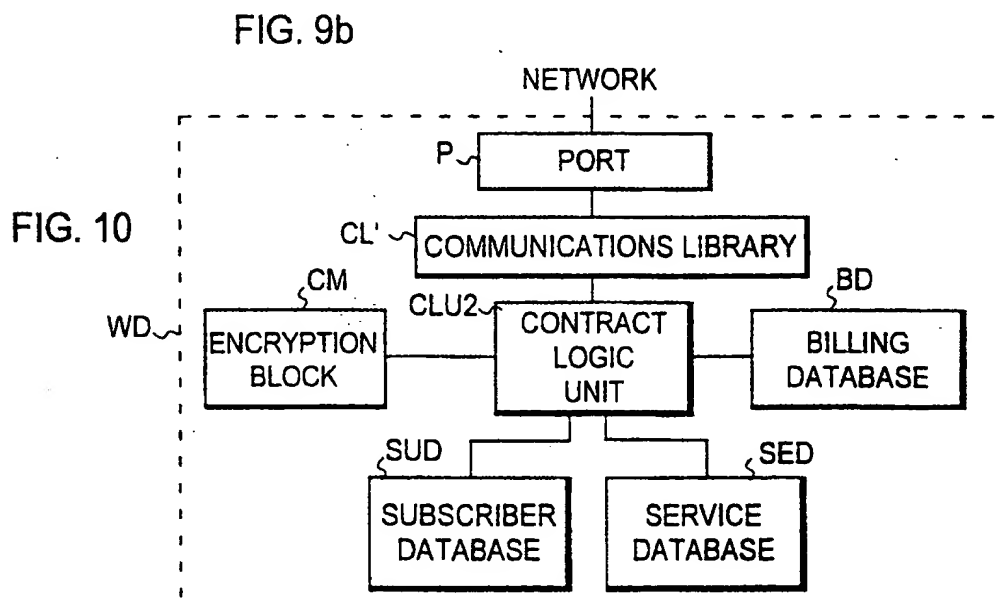 FIG. 9b
NETWORK
P
PORT
FIG. 10
CL'
COMMUNICATIONS LIBRARY
CM
CLU2
BD
WD
ENCRYPTION
BLOCK
CONTRACT
LOGIC
UNIT
BILLING
DATABASE
SUD
SED
SUBSCRIBER
DATABASE
SERVICE
DATABASE